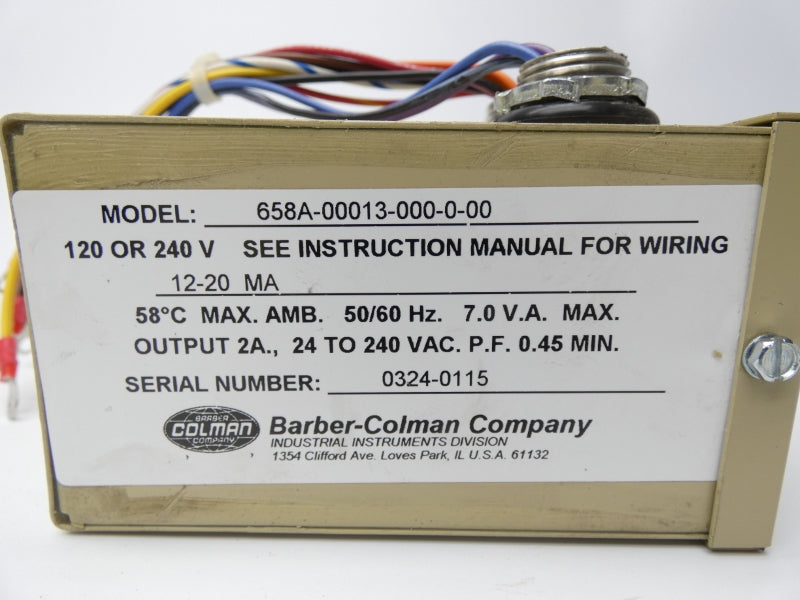 MODEL: 658A-00013-000-0-00
120 OR 240 V SEE INSTRUCTION MANUAL FOR WIRING
12-20 MA
58°C MAX. AMB. 50/60 Hz. 7.0 V.A. MAX.
OUTPUT 2A., 24 TO 240 VAC. P.F. 0.45 MIN.
SERIAL NUMBER: 0324-0115
BARBER
COLMAN
COMPANY
Barber-Colman Company
INDUSTRIAL INSTRUMENTS DIVISION
1354 Clifford Ave. Loves Park, IL U.S.A. 61132